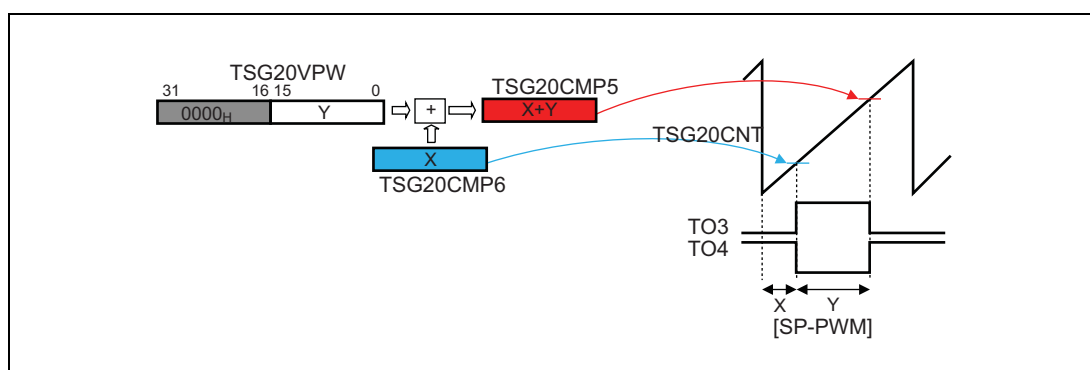 TSG20VPW
31 16 15 0
0000H Y
+
TSG20CMP5
X+Y
X
TSG20CMP6
TSG20CNT
TO3
TO4
X Y
[SP-PWM]